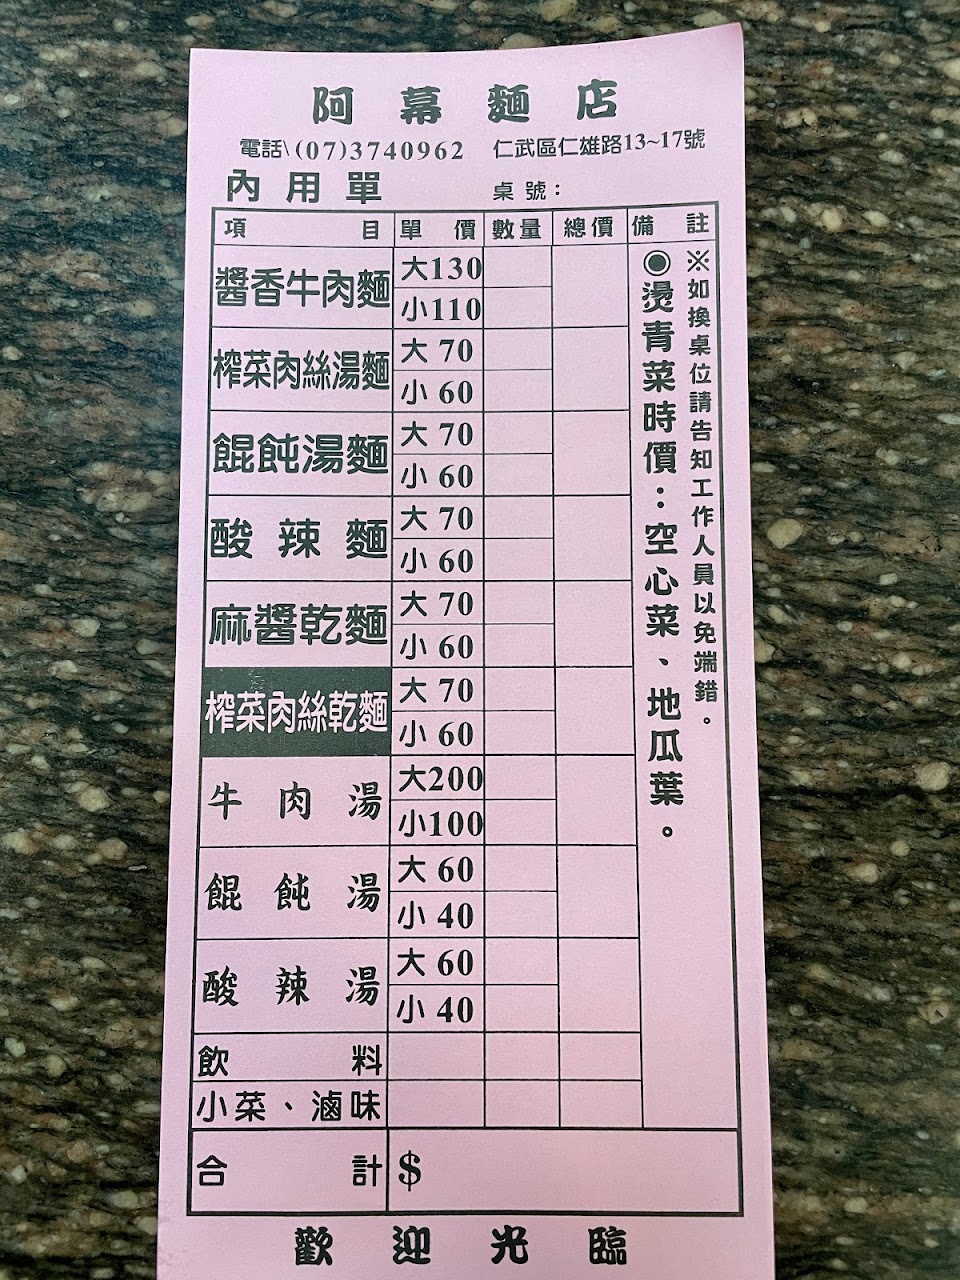 阿幕麵店
電話\(07)3740962 仁武區仁雄路13~17號
內用單 桌號：
項目 單價 數量 總價 備註
醬香牛肉麵 大130
小110
榨菜肉絲湯麵 大 70
小 60
餛飩湯麵 大 70
小 60
酸辣麵 大 70
小 60
麻醬乾麵 大 70
小 60
榨菜肉絲乾麵 大 70
小 60
牛肉湯 大200
小100
餛飩湯 大 60
小 40
酸辣湯 大 60
小 40
飲料
小菜、滷味
合計 $
※如換桌位請告知工作人員以免端錯。
◉燙青菜時價：空心菜、地瓜葉。
歡迎光臨